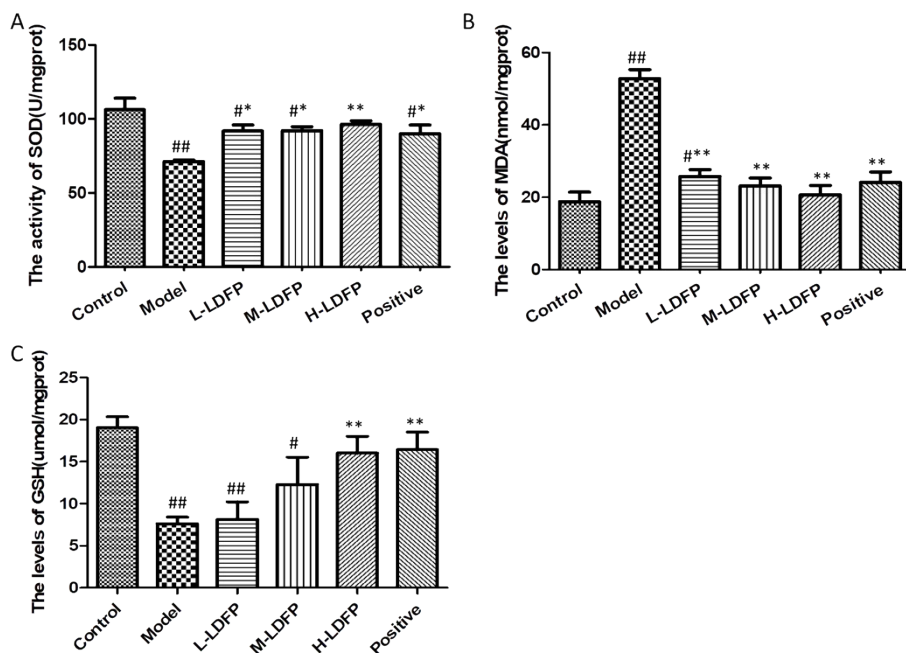 A
The activity of SOD(U/mgprot)
150
100
50
0
##
#*
#*
**
#*
Control
Model
L-LDFP
M-LDFP
H-LDFP
Positive
B
The levels of MDA(nmol/mgprot)
60
40
20
0
##
#**
**
**
**
Control
Model
L-LDFP
M-LDFP
H-LDFP
Positive
C
The levels of GSH(umol/mgprot)
25
20
15
10
5
0
##
##
#
**
**
Control
Model
L-LDFP
M-LDFP
H-LDFP
Positive